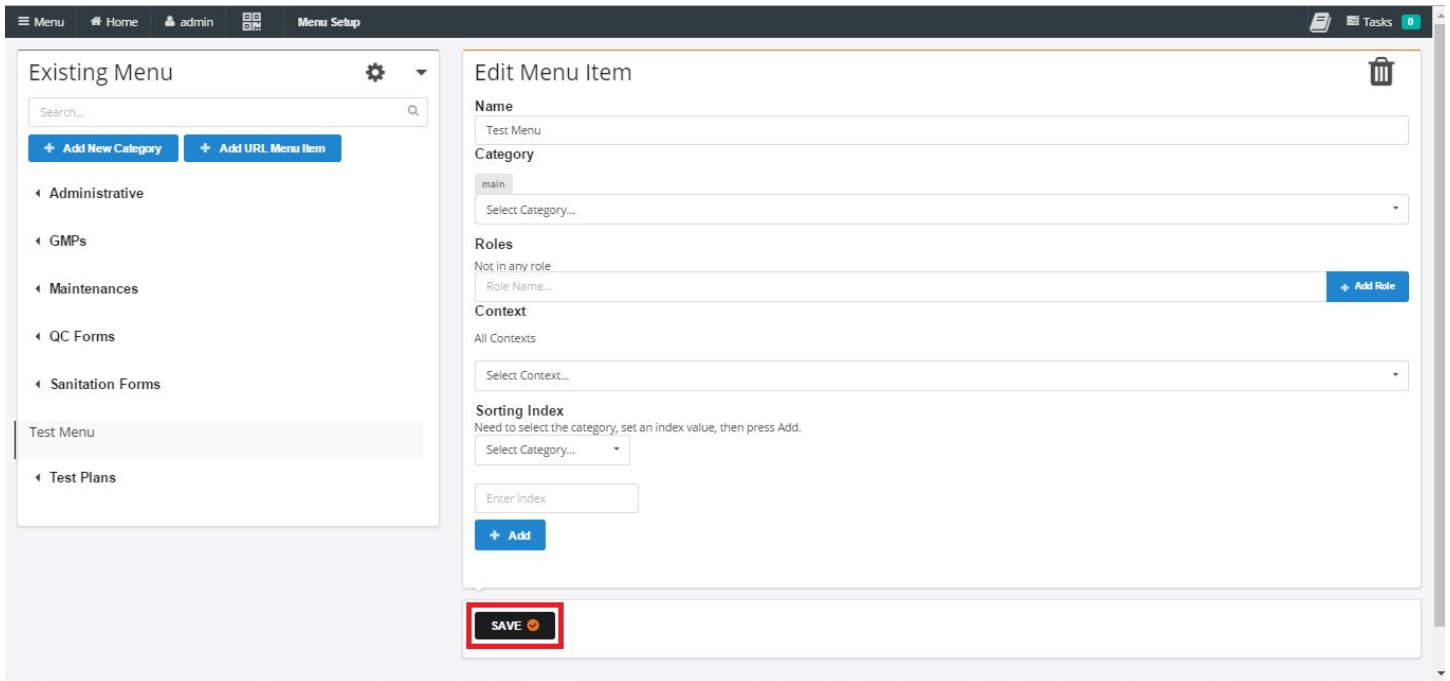 Menu Home admin Menu Setup Tasks 0
Existing Menu
Search...
+ Add New Category + Add URL Menu Item
Administrative
GMPs
Maintenances
QC Forms
Sanitation Forms
Test Menu
Test Plans
Edit Menu Item
Name
Test Menu
Category
main
Select Category...
Roles
Not in any role
Role Name...
+ Add Role
Context
All Contexts
Select Context...
Sorting Index
Need to select the category, set an index value, then press Add.
Select Category...
Enter index
+ Add
SAVE